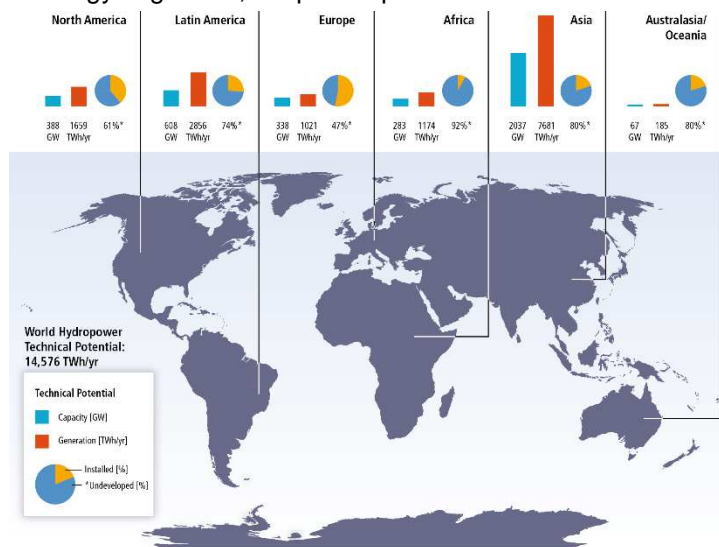 North America
Latin America
Europe
Africa
Asia
Australasia/
Oceania
388 1659 61%*
GW TWh/yr
608 2856 74%*
GW TWh/yr
338 1021 47%*
GW TWh/yr
283 1174 92%*
GW TWh/yr
2037 7681 80%*
GW TWh/yr
67 185 80%*
GW TWh/yr
World Hydropower
Technical Potential:
14,576 TWh/yr
Technical Potential
Capacity [GW]
Generation [TWh/yr]
Installed [%]
*Undeveloped [%]